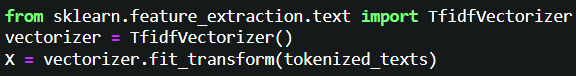 from sklearn.feature_extraction.text import TfidfVectorizer
vectorizer = TfidfVectorizer()
X = vectorizer.fit_transform(tokenized_texts)